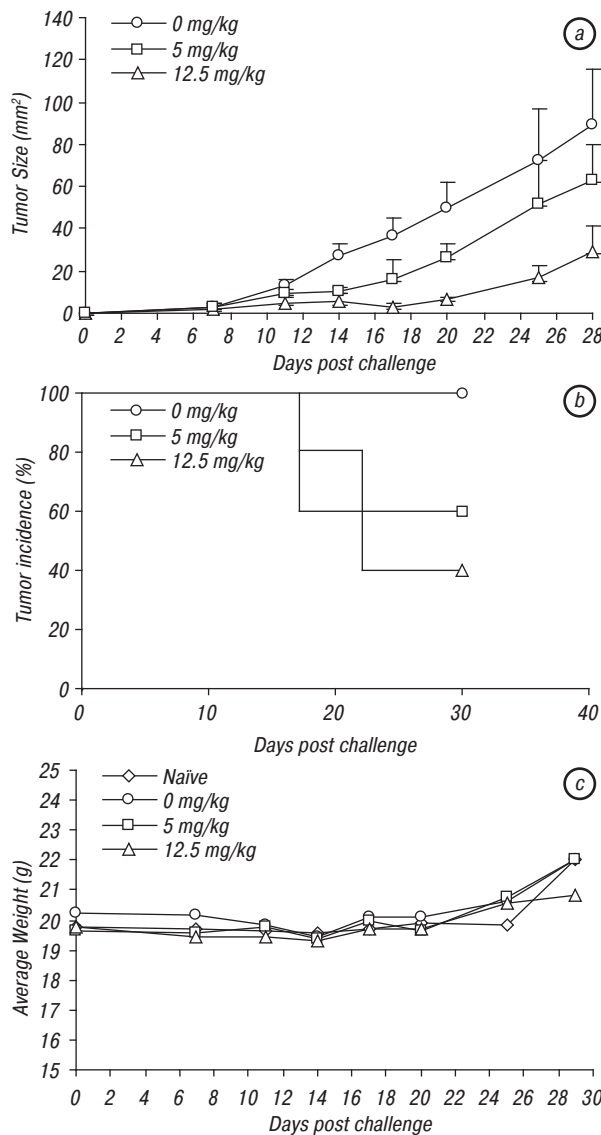 0 mg/kg
5 mg/kg
12.5 mg/kg
a
Tumor Size (mm²)
140
120
100
80
60
40
20
0
0 2 4 6 8 10 12 14 16 18 20 22 24 26 28
Days post challenge
0 mg/kg
5 mg/kg
12.5 mg/kg
b
Tumor incidence (%)
100
80
60
40
20
0
0 10 20 30 40
Days post challenge
Naïve
0 mg/kg
5 mg/kg
12.5 mg/kg
c
Average Weight (g)
25
24
23
22
21
20
19
18
17
16
15
0 2 4 6 8 10 12 14 16 18 20 22 24 26 28 30
Days post challenge